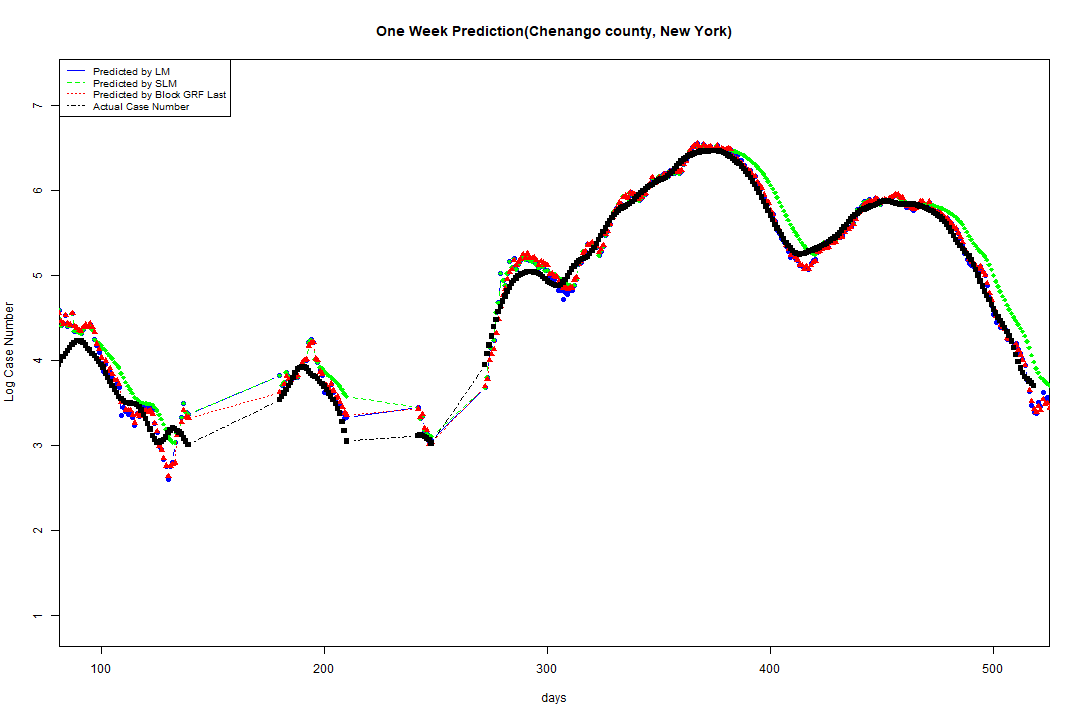 One Week Prediction(Chenango county, New York)
Predicted by LM
Predicted by SLM
Predicted by Block GRF Last
Actual Case Number
7
6
5
4
3
2
1
Log Case Number
100 200 300 400 500
days